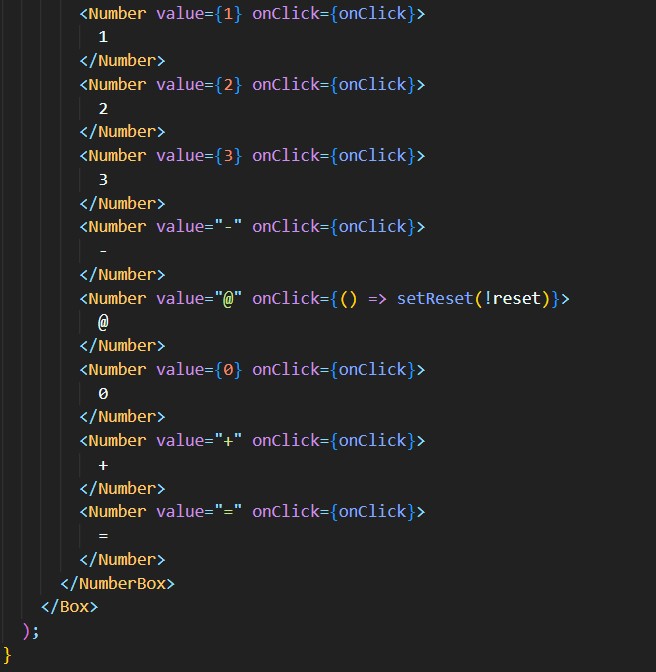 <Number value={1} onClick={onClick}>
1
</Number>
<Number value={2} onClick={onClick}>
2
</Number>
<Number value={3} onClick={onClick}>
3
</Number>
<Number value="-" onClick={onClick}>
-
</Number>
<Number value="@" onClick={() => setReset(!reset)}>
@
</Number>
<Number value={0} onClick={onClick}>
0
</Number>
<Number value="+" onClick={onClick}>
+
</Number>
<Number value="=" onClick={onClick}>
=
</Number>
</NumberBox>
</Box>
);
}